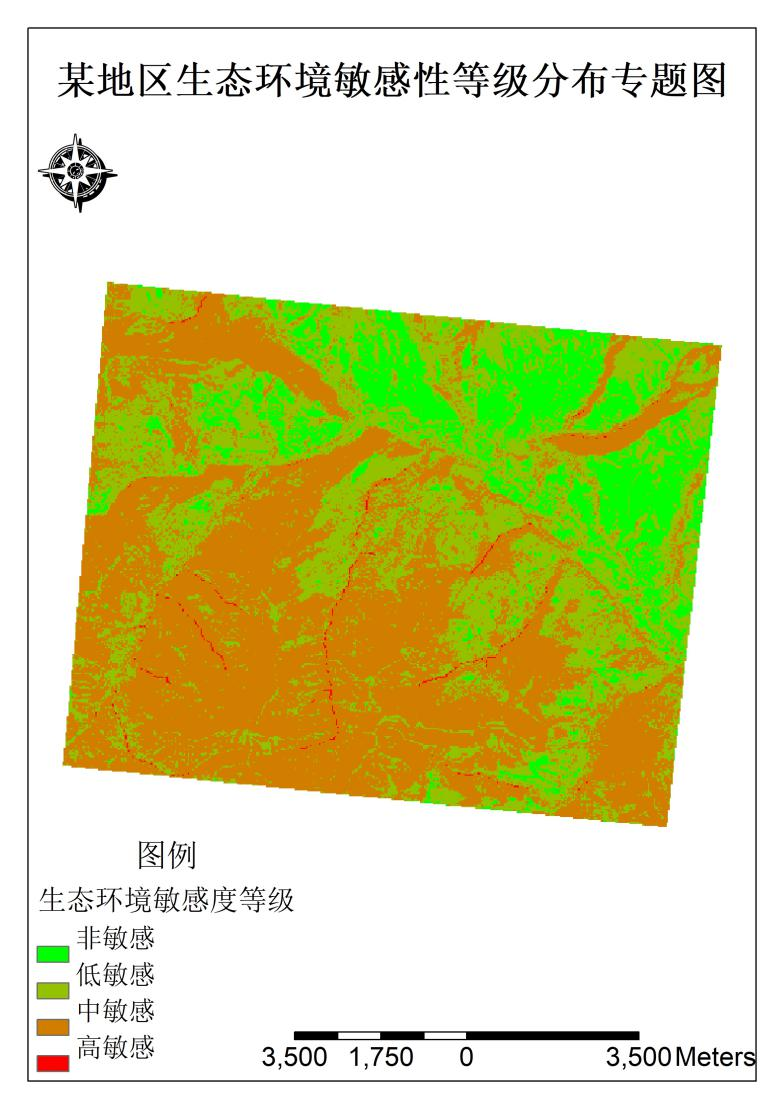 某地区生态环境敏感性等级分布专题图
图例
生态环境敏感度等级
非敏感
低敏感
中敏感
高敏感
3,500 1,750 0 3,500 Meters